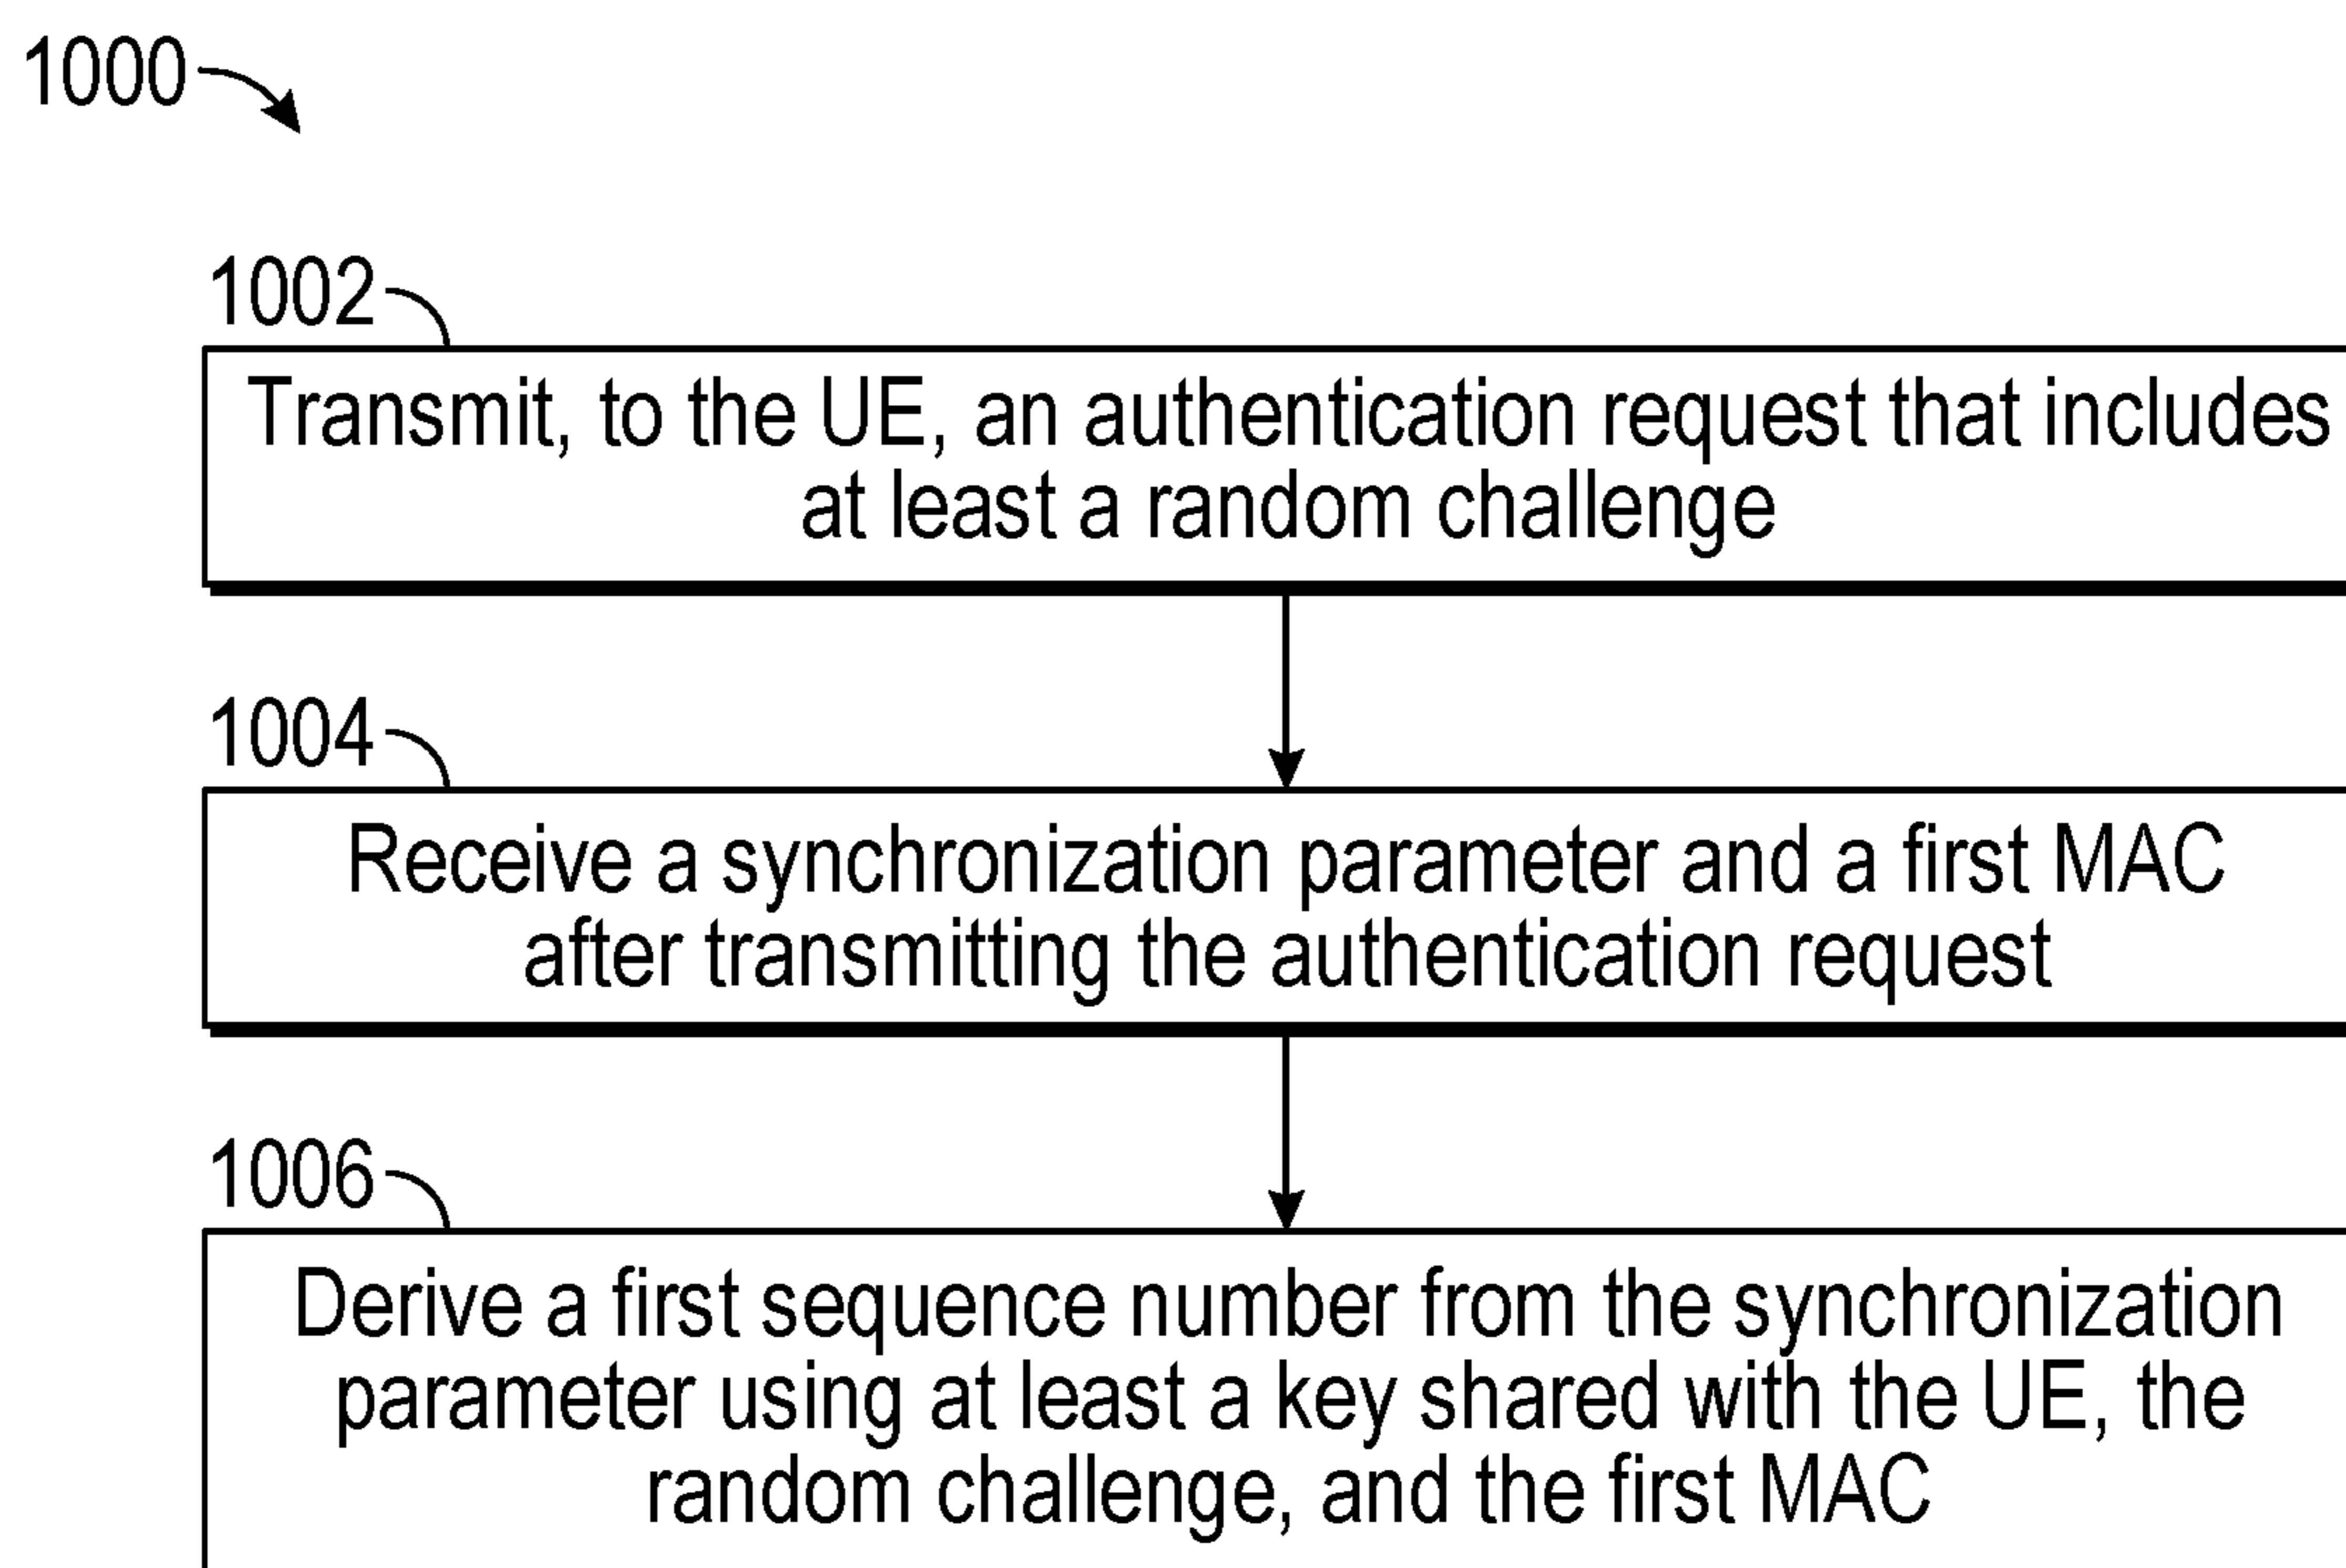 1000
1002
Transmit, to the UE, an authentication request that includes
at least a random challenge
1004
Receive a synchronization parameter and a first MAC
after transmitting the authentication request
1006
Derive a first sequence number from the synchronization
parameter using at least a key shared with the UE, the
random challenge, and the first MAC